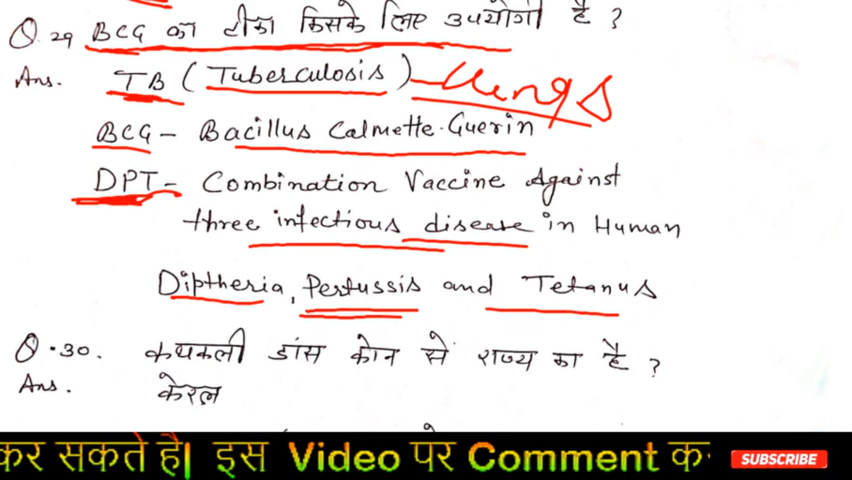 Q.29 BCG का टीका किसके लिए उपयोगी है ?
Ans. TB ( Tuberculosis ) - Lungs
BCG - Bacillus Calmette-Guerin
DPT - Combination Vaccine Against
three infectious disease in Human
Diptheria, Pertussis and Tetanus
Q.30. कथकली डांस कोन से राज्य का है ?
Ans. केरल
कर सकते है| इस Video पर Comment क
SUBSCRIBE